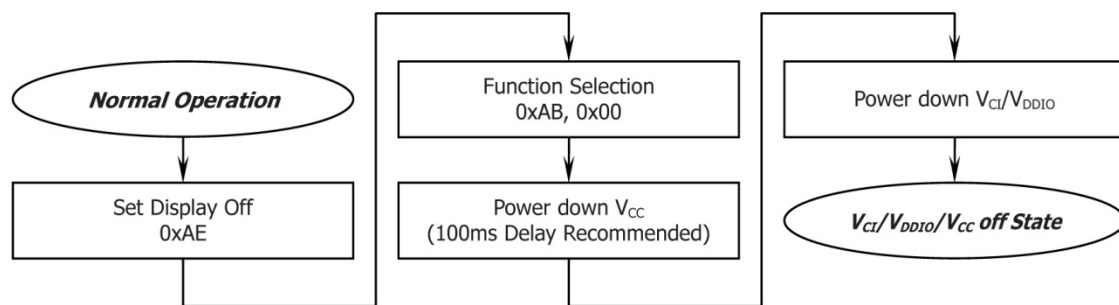 Normal Operation
Set Display Off
0xAE
Function Selection
0xAB, 0x00
Power down VCC
(100ms Delay Recommended)
Power down VCI/VDDIO
VCI/VDDIO/VCC off State